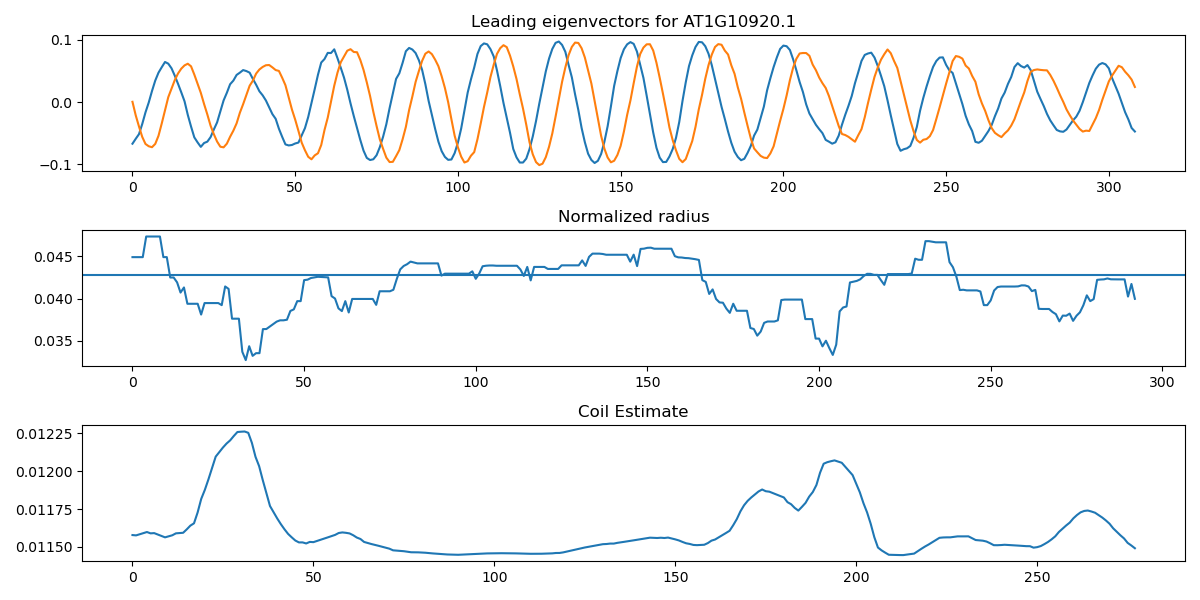 Leading eigenvectors for AT1G10920.1
0.1
0.0
−0.1
0 50 100 150 200 250 300
Normalized radius
0.045
0.040
0.035
0 50 100 150 200 250 300
Coil Estimate
0.01225
0.01200
0.01175
0.01150
0 50 100 150 200 250